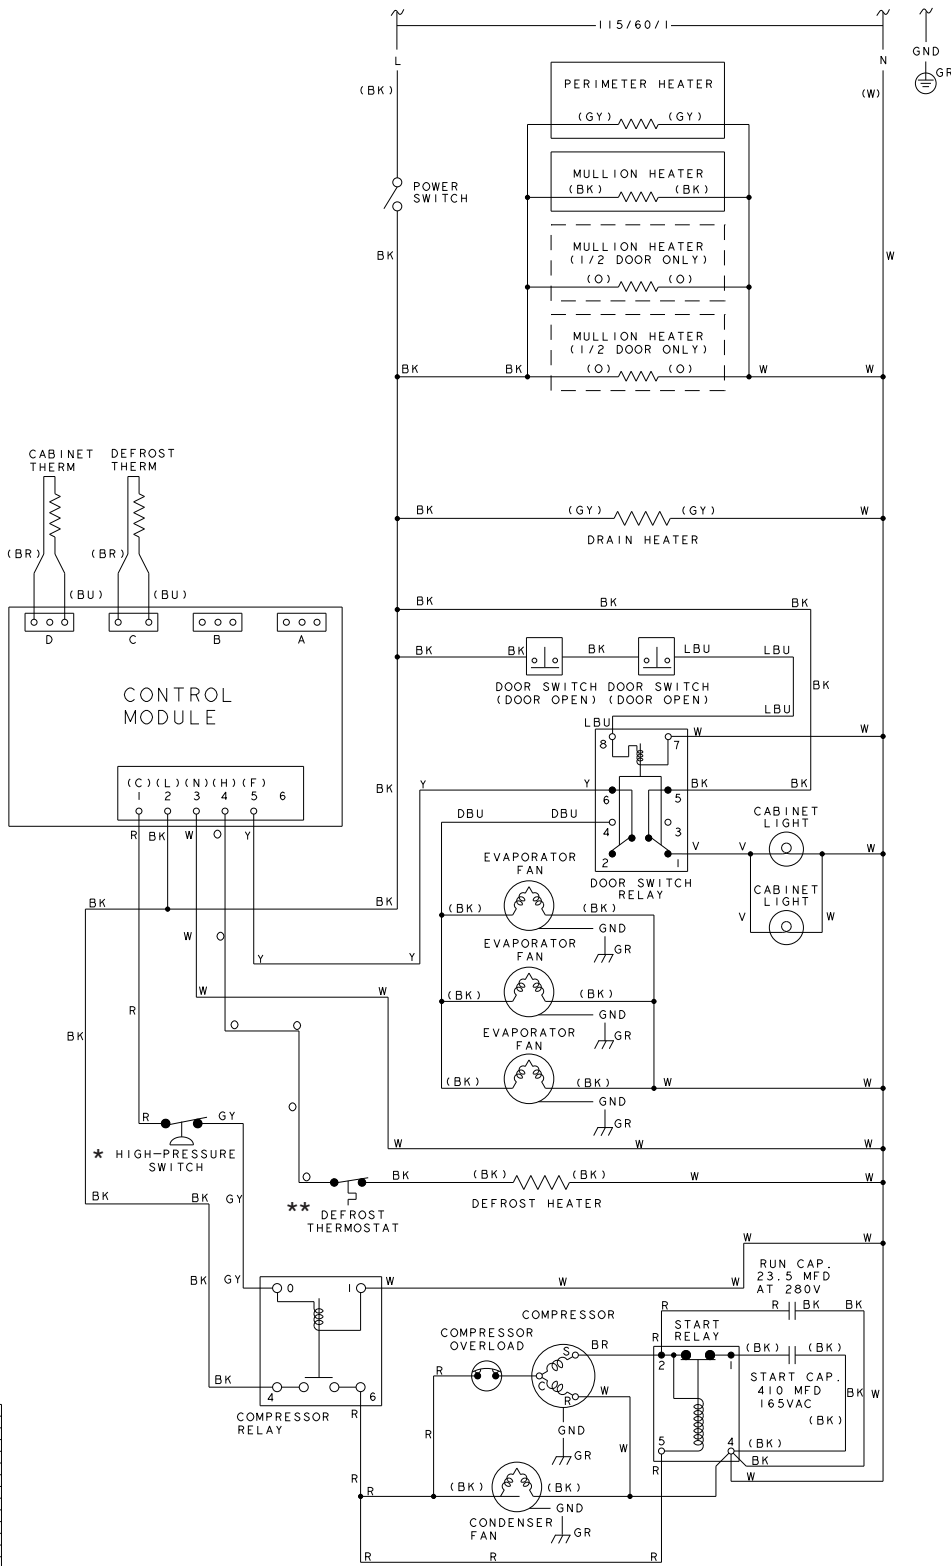 115/60/1
GND
GR
L
N
(BK)
(W)
PERIMETER HEATER
(GY) (GY)
MULLION HEATER
(BK) (BK)
POWER
SWITCH
MULLION HEATER
(1/2 DOOR ONLY)
(O) (O)
BK
W
MULLION HEATER
(1/2 DOOR ONLY)
(O) (O)
BK BK W W
CABINET
THERM
DEFROST
THERM
BK (GY) (GY) W
DRAIN HEATER
(BR) (BR)
(BU) (BU)
D C B A
BK BK BK
BK BK BK LBU LBU
DOOR SWITCH
(DOOR OPEN)
DOOR SWITCH
(DOOR OPEN)
BK
CONTROL
MODULE
LBU
LBU
8 7 W
(C) (L) (N) (H) (F)
1 2 3 4 5 6
BK
Y Y 6 5 BK BK
DBU DBU 4 3
2 1 V W
CABINET
LIGHT
R BK W O Y
DOOR SWITCH
RELAY
CABINET
LIGHT
V W
EVAPORATOR
FAN
(BK) (BK)
GND
GR
BK BK
W O
Y Y
EVAPORATOR
FAN
(BK) (BK)
GND
GR
W W
R
BK
O O
EVAPORATOR
FAN
(BK) (BK) W W
GND
GR
O
R GY
* HIGH-PRESSURE
SWITCH
W W W
O BK (BK) (BK) W W
DEFROST HEATER
** DEFROST
THERMOSTAT
BK BK GY
W W
BK GY
O I W W W
RUN CAP.
23.5 MFD
AT 280V
R R BK BK
COMPRESSOR
START
RELAY
COMPRESSOR
OVERLOAD
R
S BR 2 1 (BK) (BK)
R C
R W
START CAP.
410 MFD
165VAC
BK W
(BK)
BK
4 6
COMPRESSOR
RELAY
R
GND
GR
R
W
5 4 (BK)
BK
R
W
R
R (BK) (BK)
GND
GR
CONDENSER
FAN
R R R